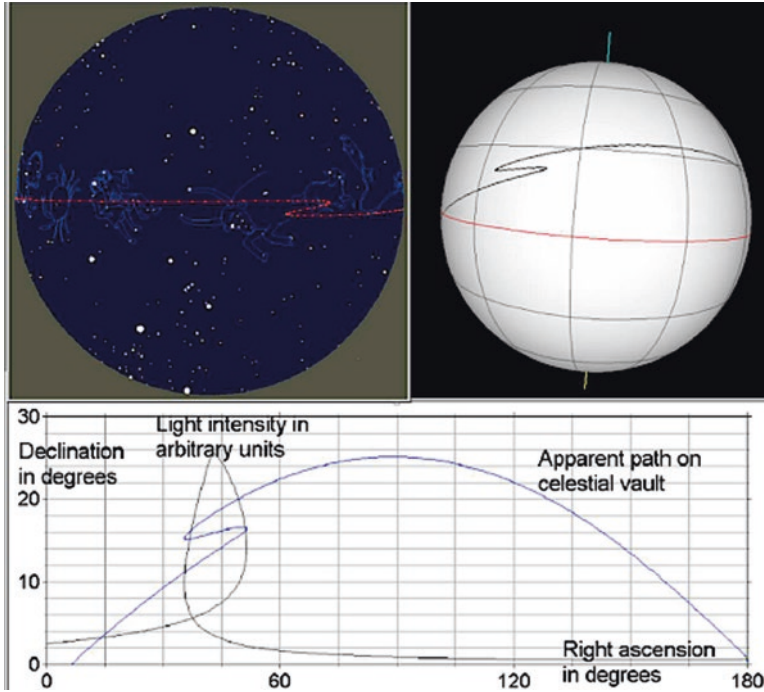 30
Declination
in degrees
Light intensity in
arbitrary units
Apparent path on
celestial vault
20
10
Right ascension
in degrees
0
0
60
120
180